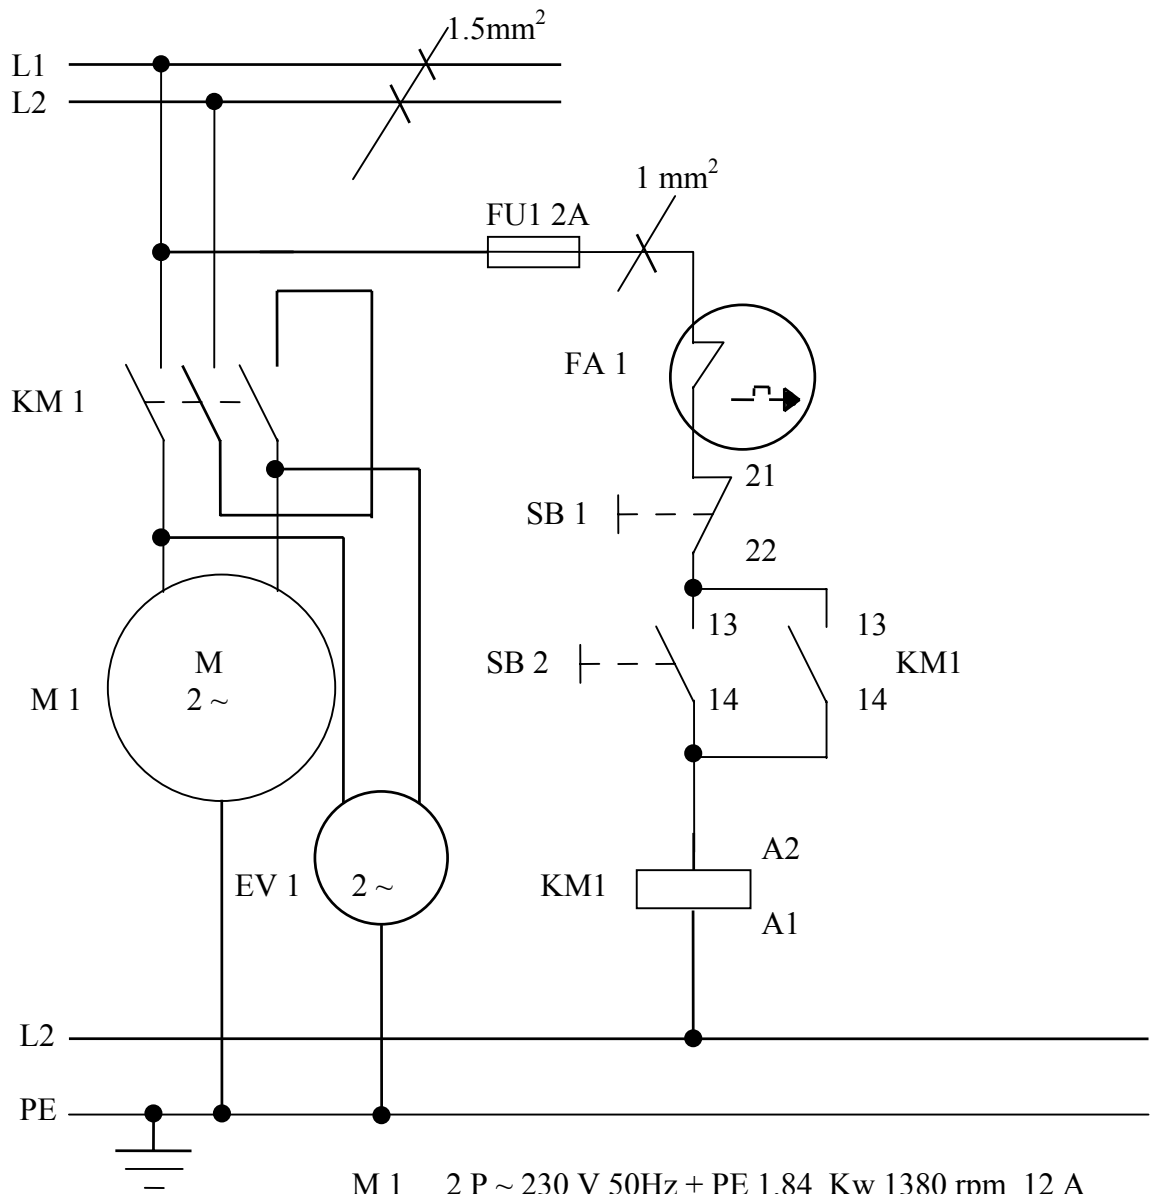 1.5mm²
L1
L2
1 mm²
FU1 2A
FA 1
KM 1
21
SB 1
22
13
13
SB 2
KM1
14
14
M
2 ~
M 1
A2
EV 1
2 ~
KM1
A1
L2
PE
M 1 2 P ~ 230 V 50Hz + PE 1.84 Kw 1380 rpm 12 A